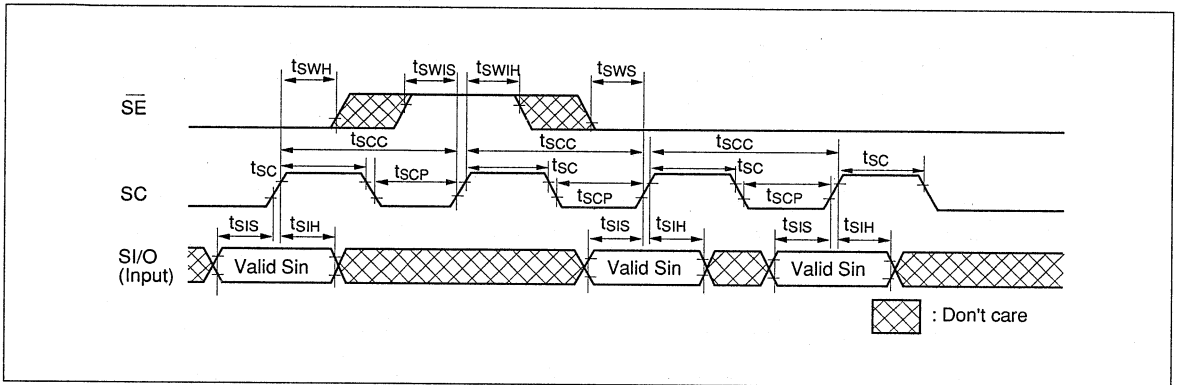 tSWH tSWIS tSWIH tSWS
SE
tSCC tSCC tSCC
tSC tSC tSC tSC
SC
tSCP tSCP tSCP
tSIS tSIH tSIS tSIH tSIS tSIH
SI/O
(Input)
Valid Sin Valid Sin Valid Sin
: Don't care